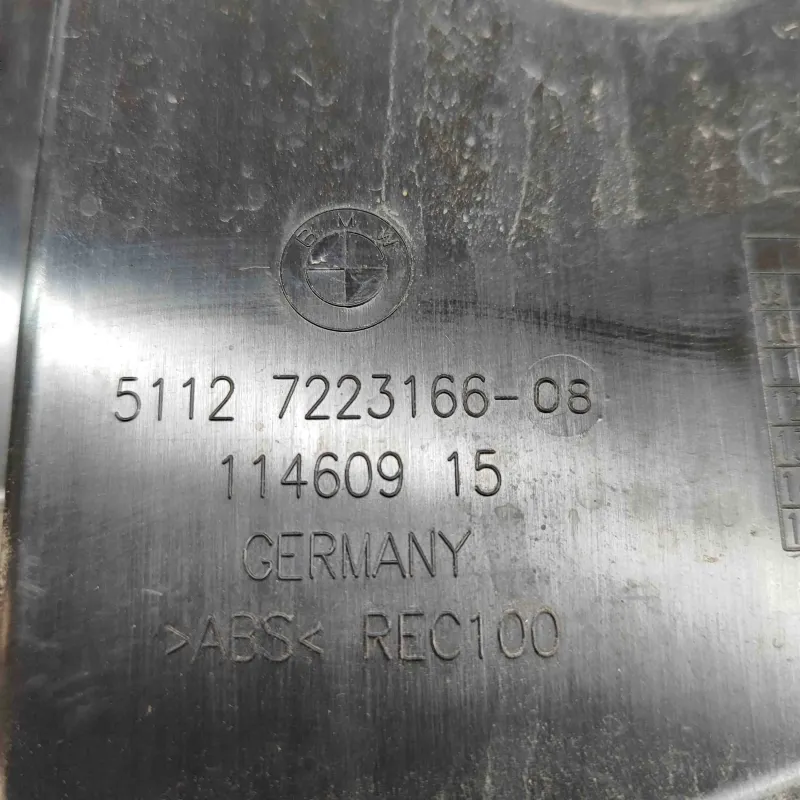 BMW
5112 7223166-08
114609 15
GERMANY
>ABS< REC100